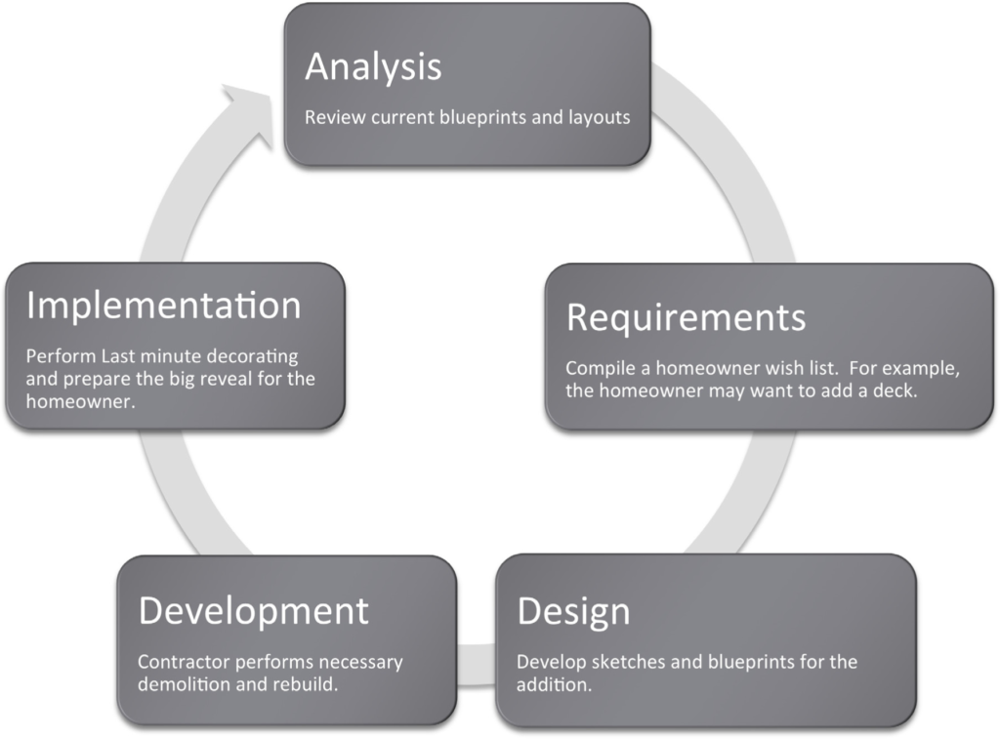 Analysis
Review current blueprints and layouts
Requirements
Compile a homeowner wish list.  For example,
the homeowner may want to add a deck.
Design
Develop sketches and blueprints for the
addition.
Development
Contractor performs necessary
demolition and rebuild.
Implementation
Perform Last minute decorating
and prepare the big reveal for the
homeowner.